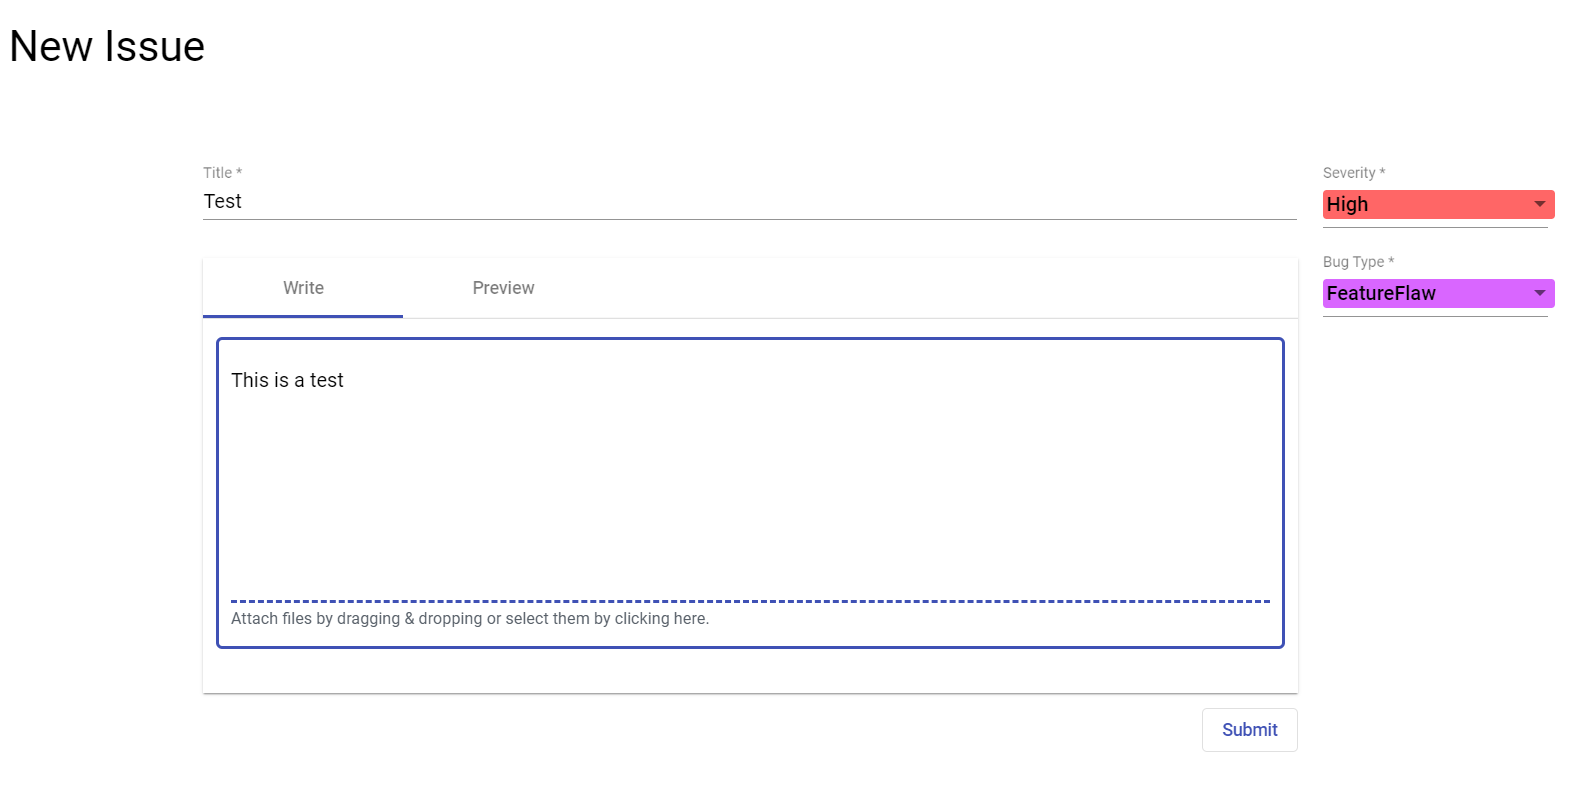 New Issue
Title *
Test
Severity *
High
Bug Type *
FeatureFlaw
Write
Preview
This is a test
Attach files by dragging & dropping or select them by clicking here.
Submit